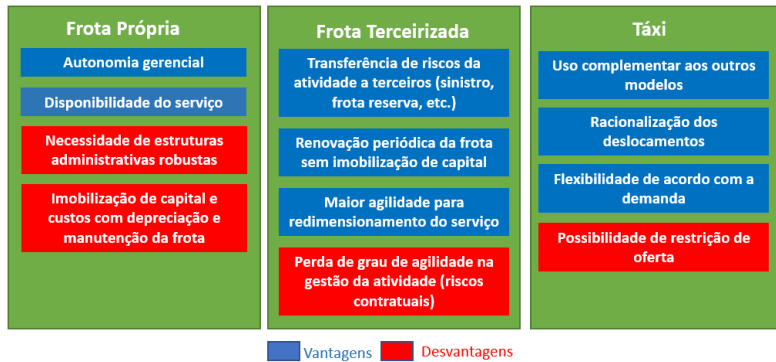 Frota Própria
Autonomia gerencial
Disponibilidade do serviço
Necessidade de estruturas
administrativas robustas
Imobilização de capital e
custos com depreciação e
manutenção da frota
Frota Terceirizada
Transferência de riscos da
atividade a terceiros (sinistro,
frota reserva, etc.)
Renovação periódica da frota
sem imobilização de capital
Maior agilidade para
redimensionamento do serviço
Perda de grau de agilidade na
gestão da atividade (riscos
contratuais)
Táxi
Uso complementar aos outros
modelos
Racionalização dos
deslocamentos
Flexibilidade de acordo com a
demanda
Possibilidade de restrição de
oferta
Vantagens
Desvantagens